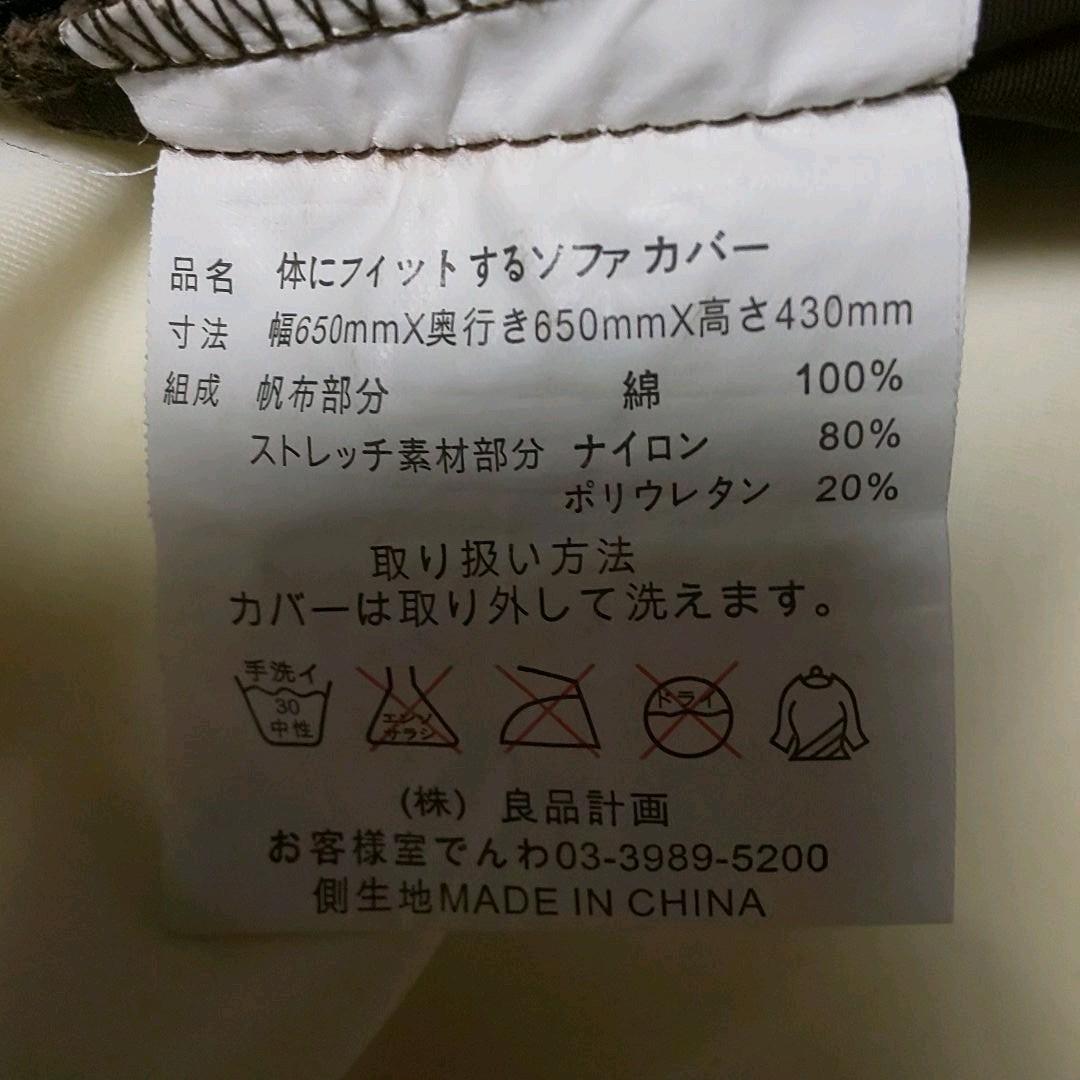 品名 体にフィットするソファカバー
寸法 幅650mmX奥行き650mmX高さ430mm
組成 帆布部分 綿 100%
ストレッチ素材部分 ナイロン 80%
ポリウレタン 20%
取り扱い方法
カバーは取り外して洗えます。
手洗イ
30
中性
エンソ
サラシ
ドライ
(株) 良品計画
お客様室でんわ03-3989-5200
側生地MADE IN CHINA